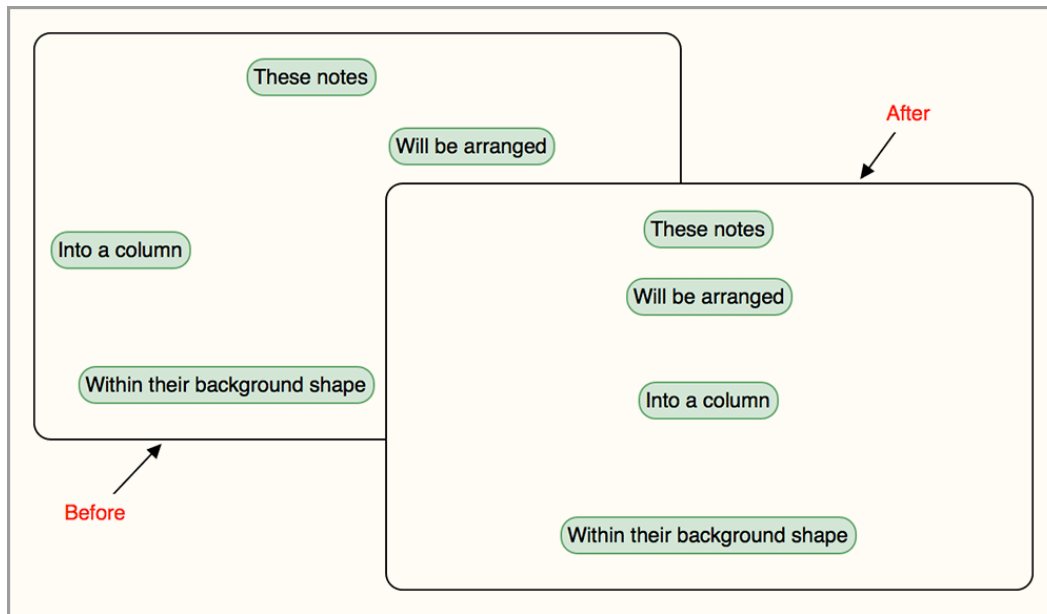 These notes
Will be arranged
Into a column
Within their background shape
Before
After
These notes
Will be arranged
Into a column
Within their background shape